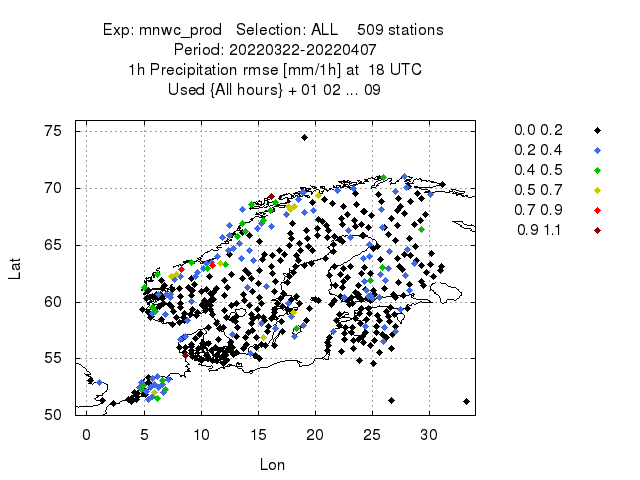 Exp: mnwc_prod Selection: ALL 509 stations
Period: 20220322-20220407
1h Precipitation rmse [mm/1h] at 18 UTC
Used {All hours} + 01 02 ... 09
0.0 0.2
0.2 0.4
0.4 0.5
0.5 0.7
0.7 0.9
0.9 1.1
75
70
65
60
55
50
Lat
0 5 10 15 20 25 30
Lon